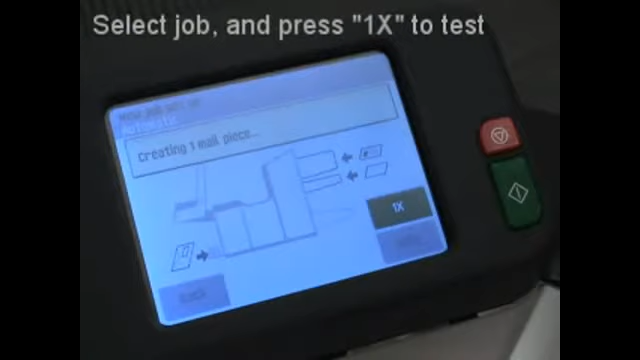 Select job, and press "1X" to test
Creating 1 mail piece...
1X
Back